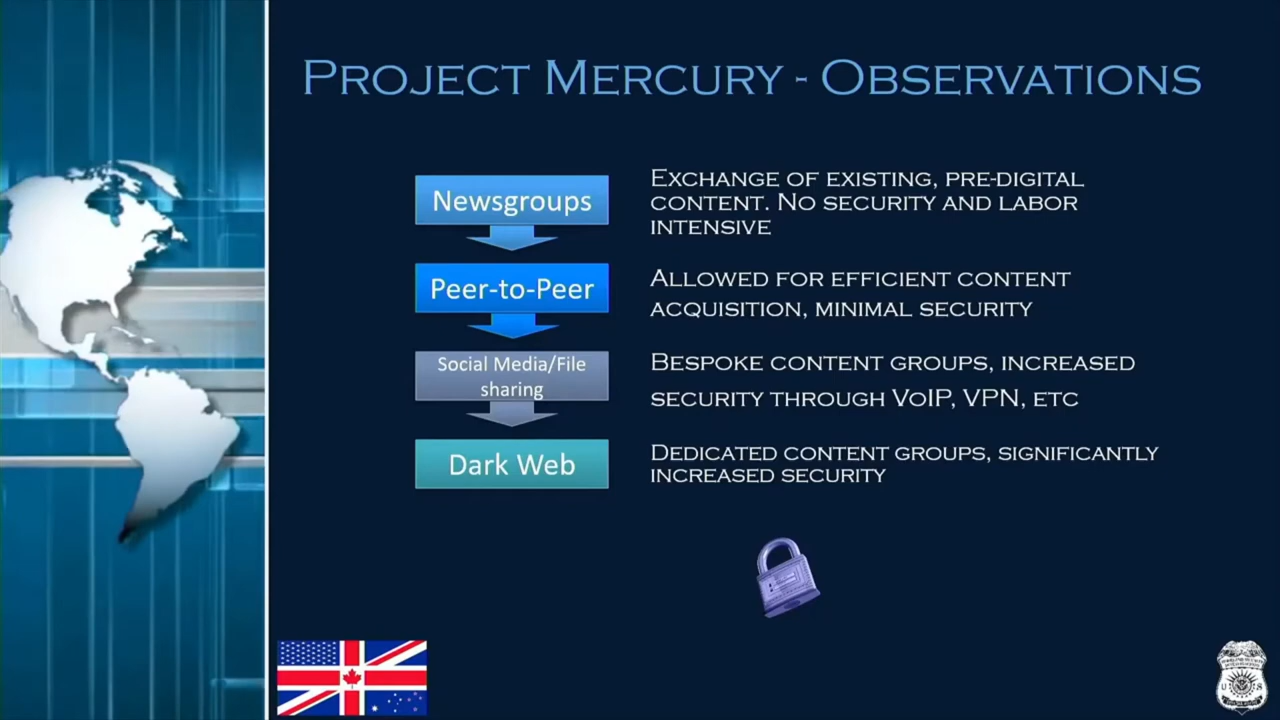 PROJECT MERCURY - OBSERVATIONS
Newsgroups
EXCHANGE OF EXISTING, PRE-DIGITAL
CONTENT. NO SECURITY AND LABOR
INTENSIVE
Peer-to-Peer
ALLOWED FOR EFFICIENT CONTENT
ACQUISITION, MINIMAL SECURITY
Social Media/File
sharing
BESPOKE CONTENT GROUPS, INCREASED
SECURITY THROUGH VOIP, VPN, ETC
Dark Web
DEDICATED CONTENT GROUPS, SIGNIFICANTLY
INCREASED SECURITY
U S